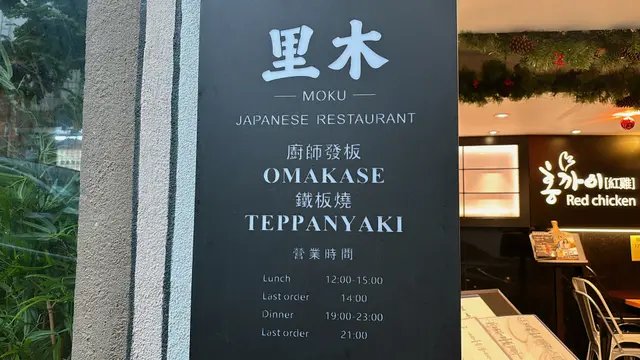 里木
MOKU
JAPANESE RESTAURANT
廚師發板
OMAKASE
鐵板燒
TEPPANYAKI
営業時間
Lunch 12:00-15:00
Last order 14:00
Dinner 19:00-23:00
Last order 21:00
홍까이 [紅雞]
Red chicken